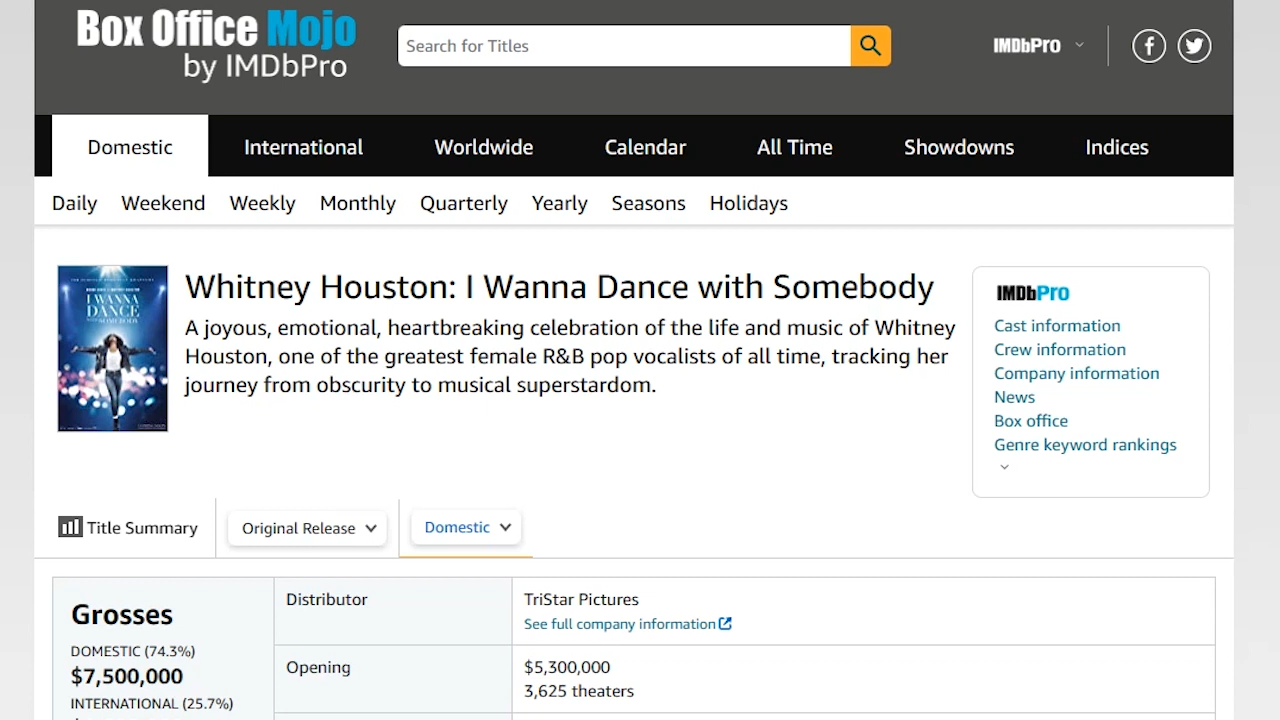 Box Office Mojo
by IMDbPro
Search for Titles
IMDbPro
Domestic
International
Worldwide
Calendar
All Time
Showdowns
Indices
Daily
Weekend
Weekly
Monthly
Quarterly
Yearly
Seasons
Holidays
I WANNA
DANCE
WITH SOMEBODY
Whitney Houston: I Wanna Dance with Somebody
A joyous, emotional, heartbreaking celebration of the life and music of Whitney
Houston, one of the greatest female R&B pop vocalists of all time, tracking her
journey from obscurity to musical superstardom.
IMDbPro
Cast information
Crew information
Company information
News
Box office
Genre keyword rankings
Title Summary
Original Release
Domestic
Grosses
DOMESTIC (74.3%)
$7,500,000
INTERNATIONAL (25.7%)
Distributor
TriStar Pictures
See full company information
Opening
$5,300,000
3,625 theaters